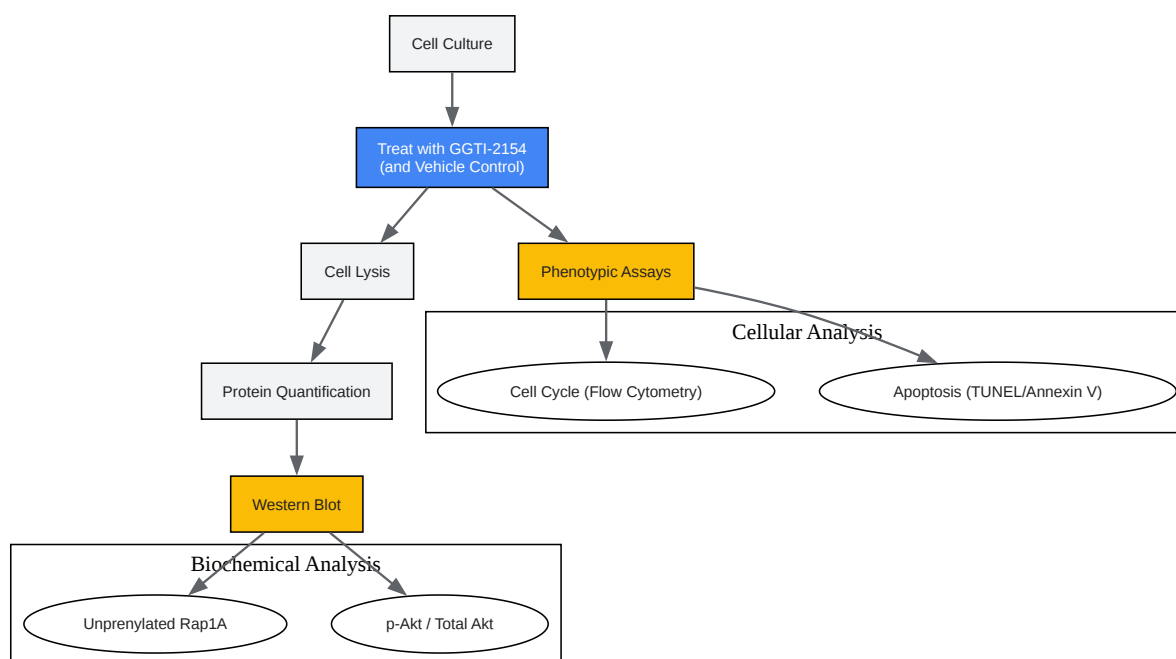 Cell Culture
Treat with GGTI-2154
(and Vehicle Control)
Cell Lysis
Phenotypic Assays
Cellular Analysis
Protein Quantification
Cell Cycle (Flow Cytometry)
Apoptosis (TUNEL/Annexin V)
Western Blot
Biochemical Analysis
Unprenylated Rap1A
p-Akt / Total Akt